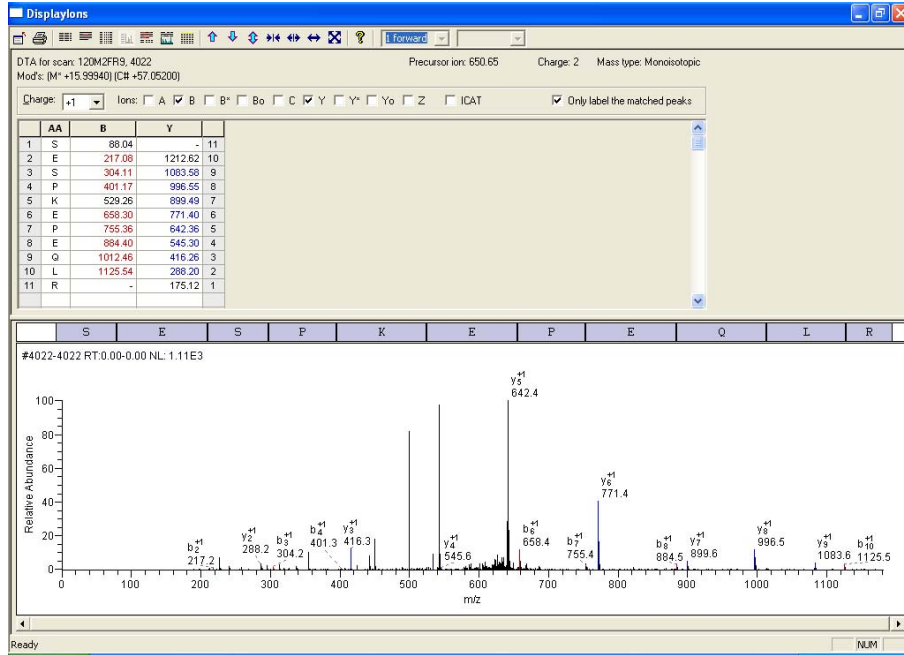 DisplayIons
1 forward
DTA for scan: 120M2FR9, 4022 Precursor ion: 650.65 Charge: 2 Mass type: Monoisotopic
Mod's: (M* +15.99940) (C# +57.05200)
Charge: +1 Ions: A B B* Bo C Y Y* Yo Z ICAT Only label the matched peaks
AA B Y
1 S 88.04 - 11
2 E 217.08 1212.62 10
3 S 304.11 1083.58 9
4 P 401.17 996.55 8
5 K 529.26 899.49 7
6 E 658.30 771.40 6
7 P 755.36 642.36 5
8 E 884.40 545.30 4
9 Q 1012.46 416.26 3
10 L 1125.54 288.20 2
11 R - 175.12 1
S E S P K E P E Q L R
#4022-4022 RT:0.00-0.00 NL: 1.11E3
y5+1
642.4
y6+1
771.4
b2+1
217.2
y2+1
288.2
b3+1
304.2
b4+1
401.3
y3+1
416.3
y4+1
545.6
b6+1
658.4
b7+1
755.4
b8+1
884.5
y7+1
899.6
y8+1
996.5
y9+1
1083.6
b10+1
1125.5
100
80
60
40
20
0
Relative Abundance
0 100 200 300 400 500 600 700 800 900 1000 1100
m/z
Ready NUM